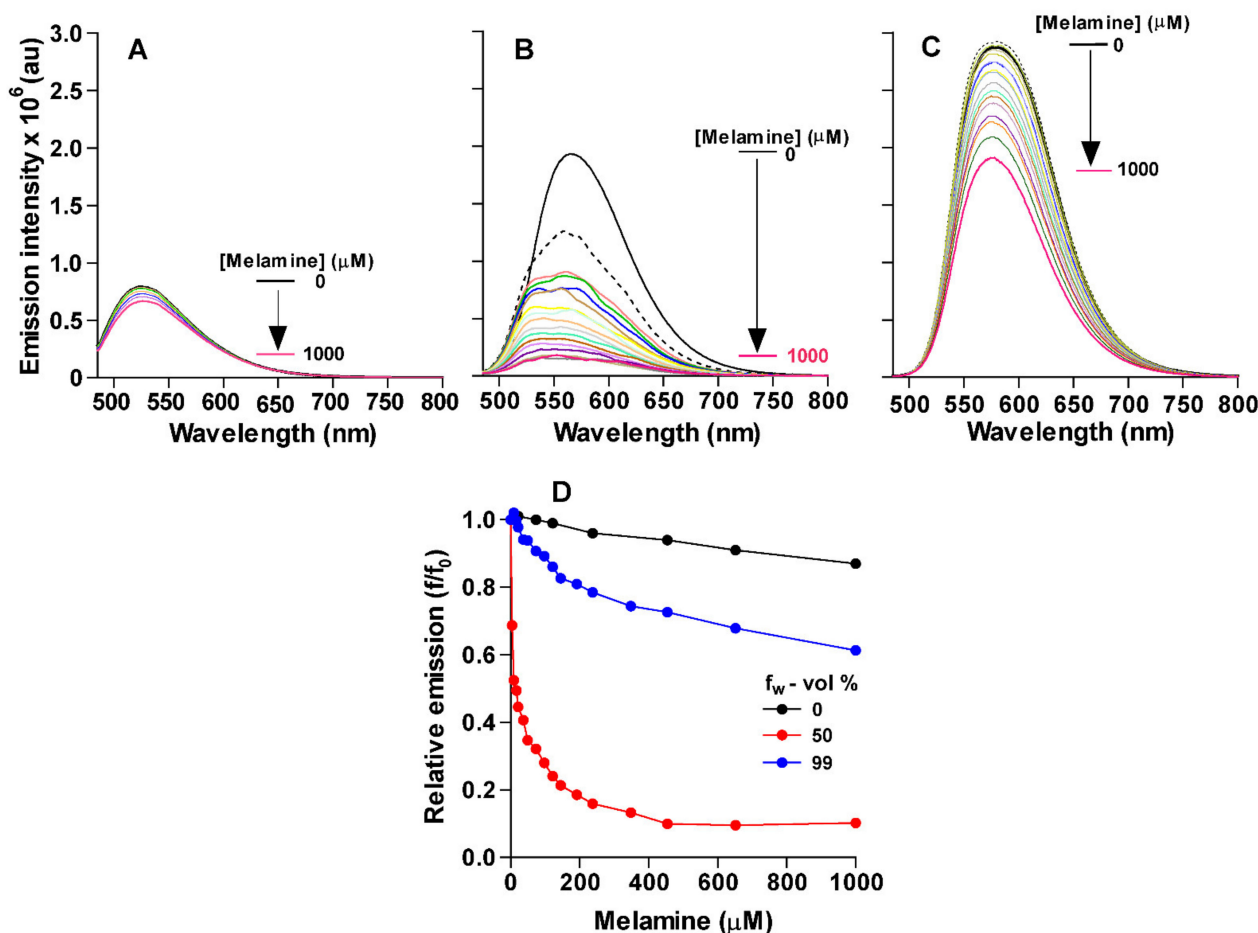 A
B
C
[Melamine] (μM)
0
1000
[Melamine] (μM)
0
1000
[Melamine] (μM)
0
1000
Emission intensity x 10⁶ (au)
3.0
2.5
2.0
1.5
1.0
0.5
0
500 550 600 650 700 750 800
500 550 600 650 700 750 800
500 550 600 650 700 750 800
Wavelength (nm)
Wavelength (nm)
Wavelength (nm)
D
Relative emission (f/f₀)
1.0
0.8
0.6
0.4
0.2
0.0
fw - vol %
0
50
99
0 200 400 600 800 1000
Melamine (μM)